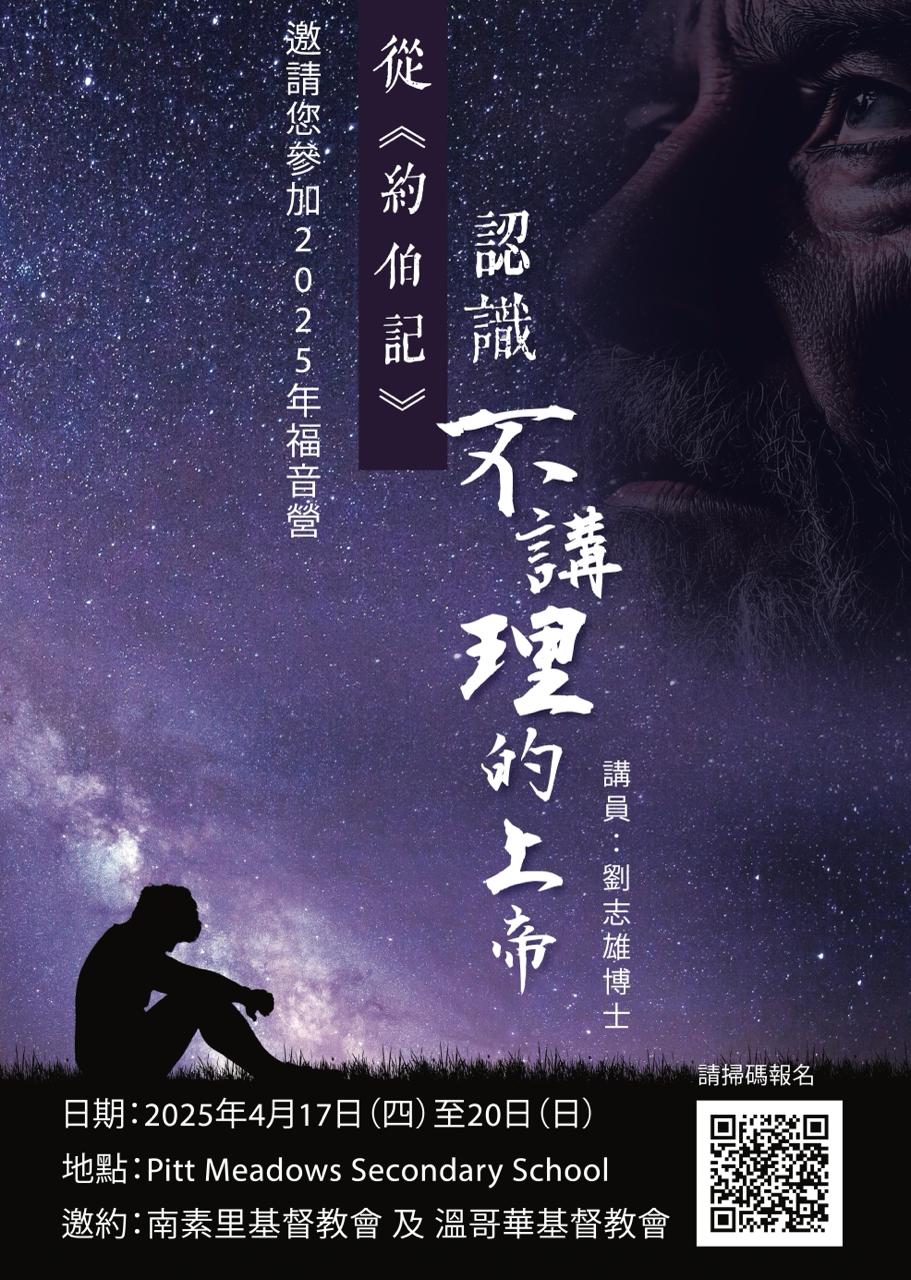 從《約伯記》
認識
不講理的上帝
講員：劉志雄博士
邀請您參加2025年福音營
請掃碼報名
日期：2025年4月17日（四）至20日（日）
地點：Pitt Meadows Secondary School
邀約：南素里基督教會 及 溫哥華基督教會